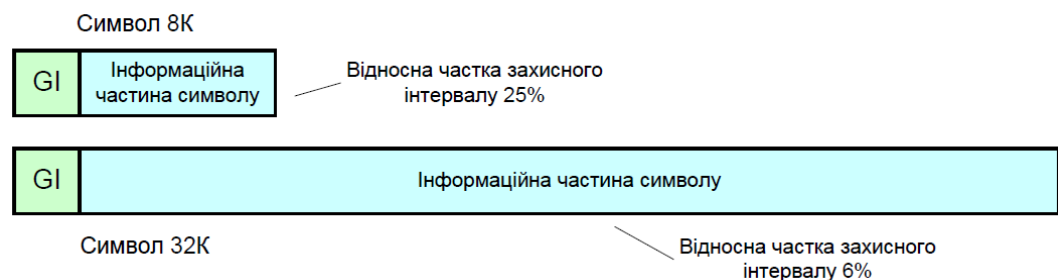 Символ 8К
GI
Інформаційна
частина символу
Відносна частка захисного
інтервалу 25%
GI
Інформаційна частина символу
Символ 32К
Відносна частка захисного
інтервалу 6%